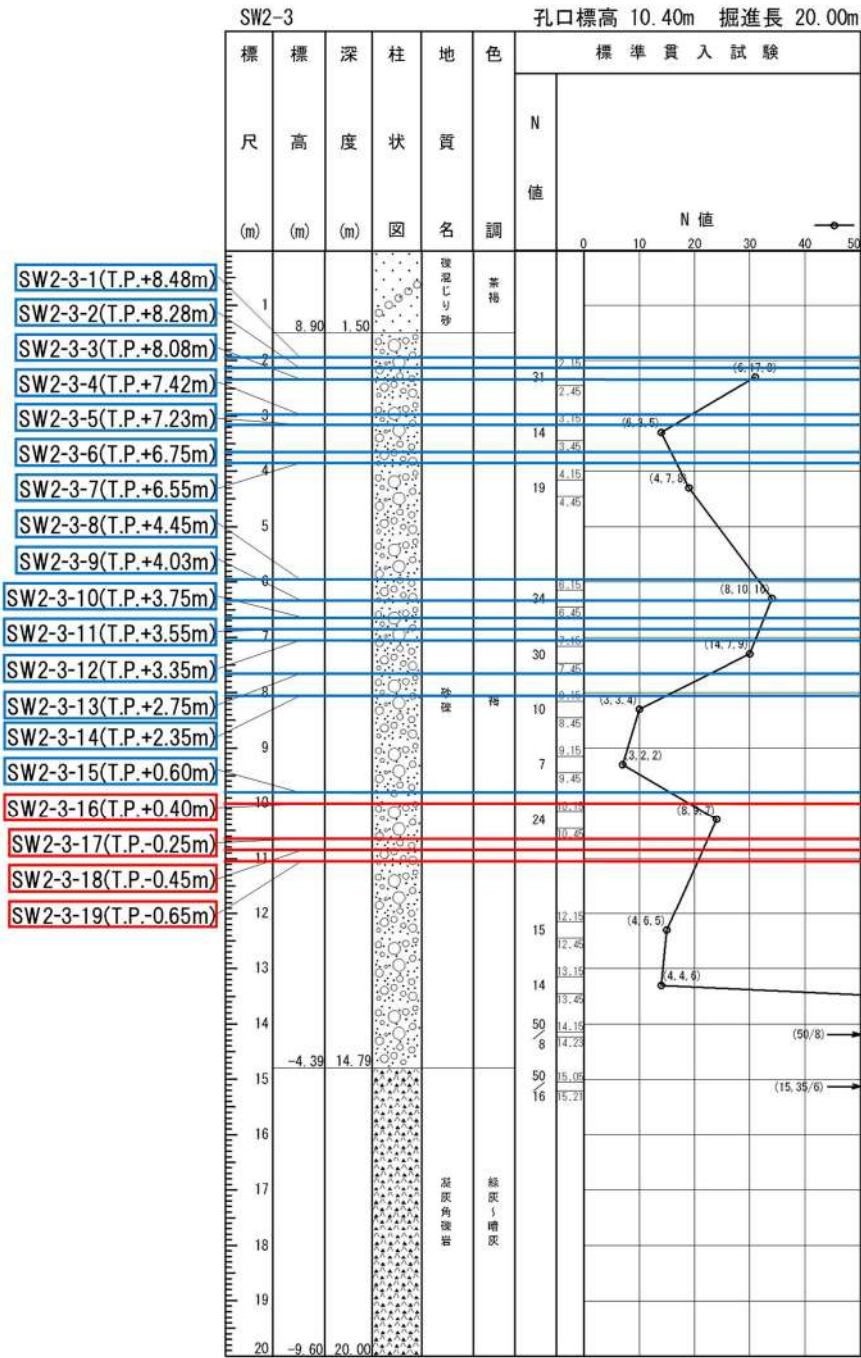 SW2-3 孔口標高 10.40m 掘進長 20.00m
標尺(m) 標高(m) 深度(m) 柱状図 地質名 色調 標準貫入試験
N値
N 値
0 10 20 30 40 50
SW2-3-1(T.P.+8.48m)
SW2-3-2(T.P.+8.28m)
SW2-3-3(T.P.+8.08m)
SW2-3-4(T.P.+7.42m)
SW2-3-5(T.P.+7.23m)
SW2-3-6(T.P.+6.75m)
SW2-3-7(T.P.+6.55m)
SW2-3-8(T.P.+4.45m)
SW2-3-9(T.P.+4.03m)
SW2-3-10(T.P.+3.75m)
SW2-3-11(T.P.+3.55m)
SW2-3-12(T.P.+3.35m)
SW2-3-13(T.P.+2.75m)
SW2-3-14(T.P.+2.35m)
SW2-3-15(T.P.+0.60m)
SW2-3-16(T.P.+0.40m)
SW2-3-17(T.P.-0.25m)
SW2-3-18(T.P.-0.45m)
SW2-3-19(T.P.-0.65m)
礫混じり砂 茶褐
1
8.90 1.50
2
31 2.15 2.45 (6,17,8)
3
14 3.15 3.45 (6,3,5)
4
19 4.15 4.45 (4,7,8)
5
6
34 6.15 6.45 (8,10,16)
7
30 7.15 7.45 (14,7,9)
8
砂礫 褐
10 8.15 8.45 (3,3,4)
9
7 9.15 9.45 (3,2,2)
10
24 10.15 10.45 (8,9,7)
11
12
15 12.15 12.45 (4,6,5)
13
14 13.15 13.45 (4,4,6)
14
50/8 14.15 14.23 (50/8)
-4.39 14.79
15
50/16 15.05 15.21 (15,35/6)
16
17
凝灰角礫岩 緑灰～暗灰
18
19
20 -9.60 20.00